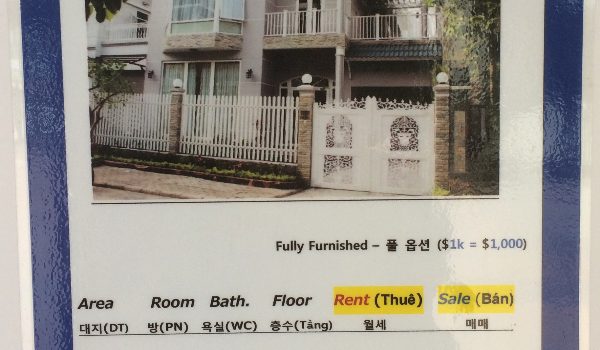 Fully Furnished – 풀 옵션 ($1k = $1,000)
Area Room Bath. Floor Rent (Thuê) Sale (Bán)
대지(DT) 방(PN) 욕실(WC) 층수(Tầng) 월세 매매